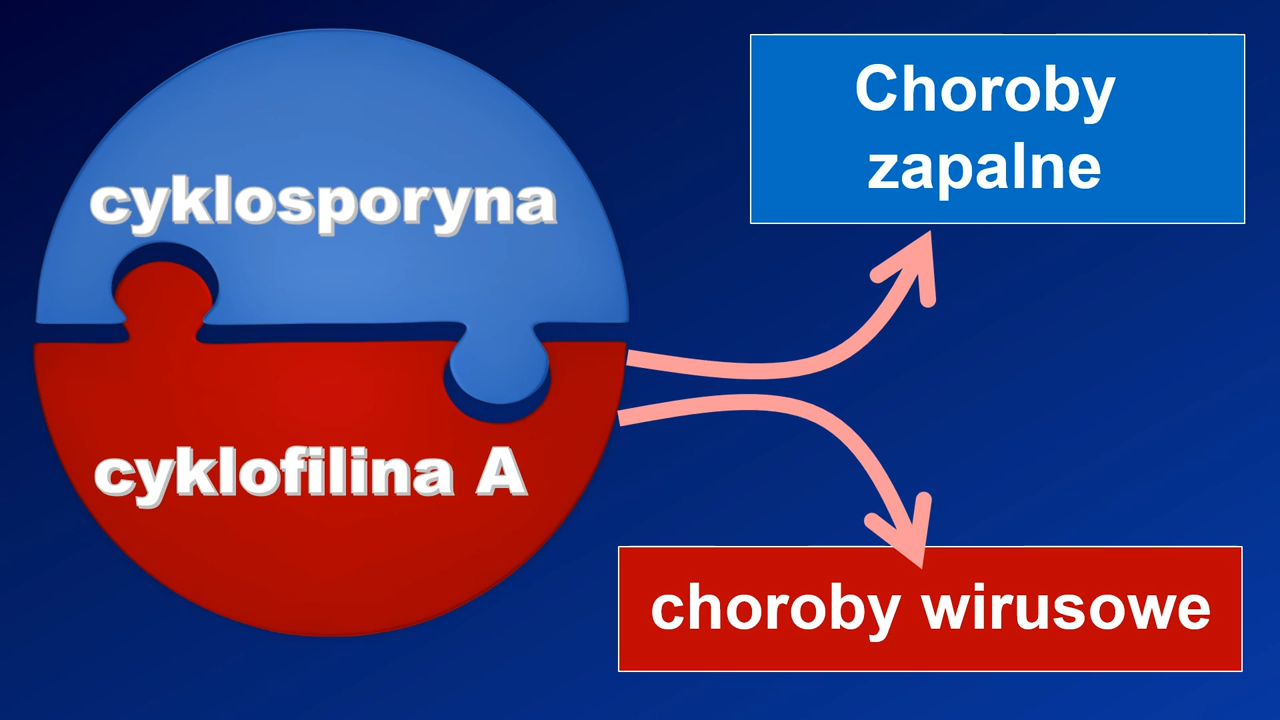 cyklosporyna
cyklofilina A
Choroby
zapalne
choroby wirusowe